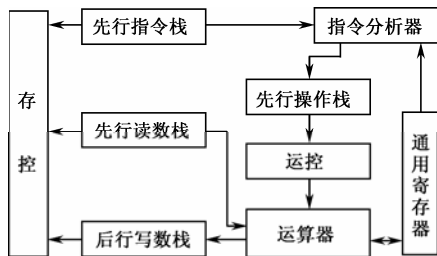 先行指令栈
指令分析器
存控
先行操作栈
先行读数栈
运控
通用寄存器
后行写数栈
运算器